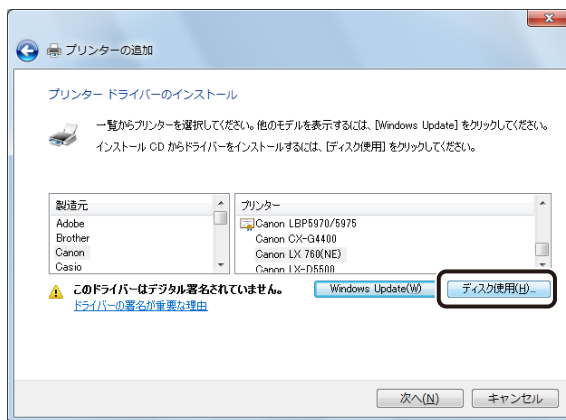 プリンターの追加
プリンター ドライバーのインストール
一覧からプリンターを選択してください。他のモデルを表示するには、[Windows Update] をクリックしてください。
インストール CD からドライバーをインストールするには、[ディスク使用] をクリックしてください。
製造元
Adobe
Brother
Canon
Casio
プリンター
Canon LBP5970/5975
Canon CX-G4400
Canon LX 760(NE)
Canon LX-D5500
このドライバーはデジタル署名されていません。
ドライバーの署名が重要な理由
Windows Update(W)
ディスク使用(H)...
次へ(N)
キャンセル